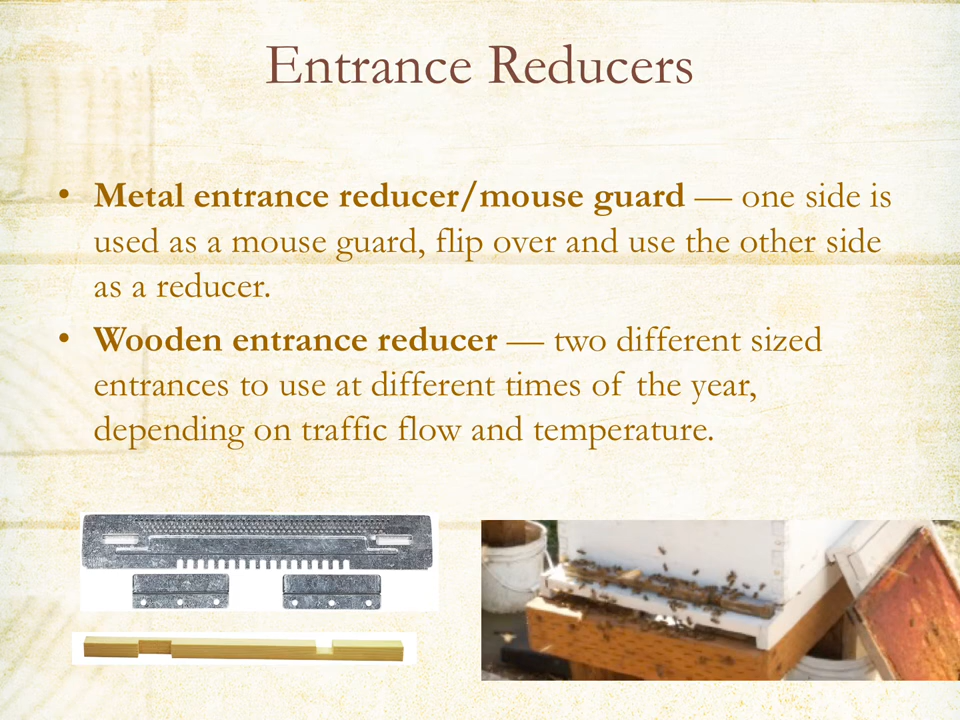 Entrance Reducers
• Metal entrance reducer/mouse guard — one side is
used as a mouse guard, flip over and use the other side
as a reducer.
• Wooden entrance reducer — two different sized
entrances to use at different times of the year,
depending on traffic flow and temperature.